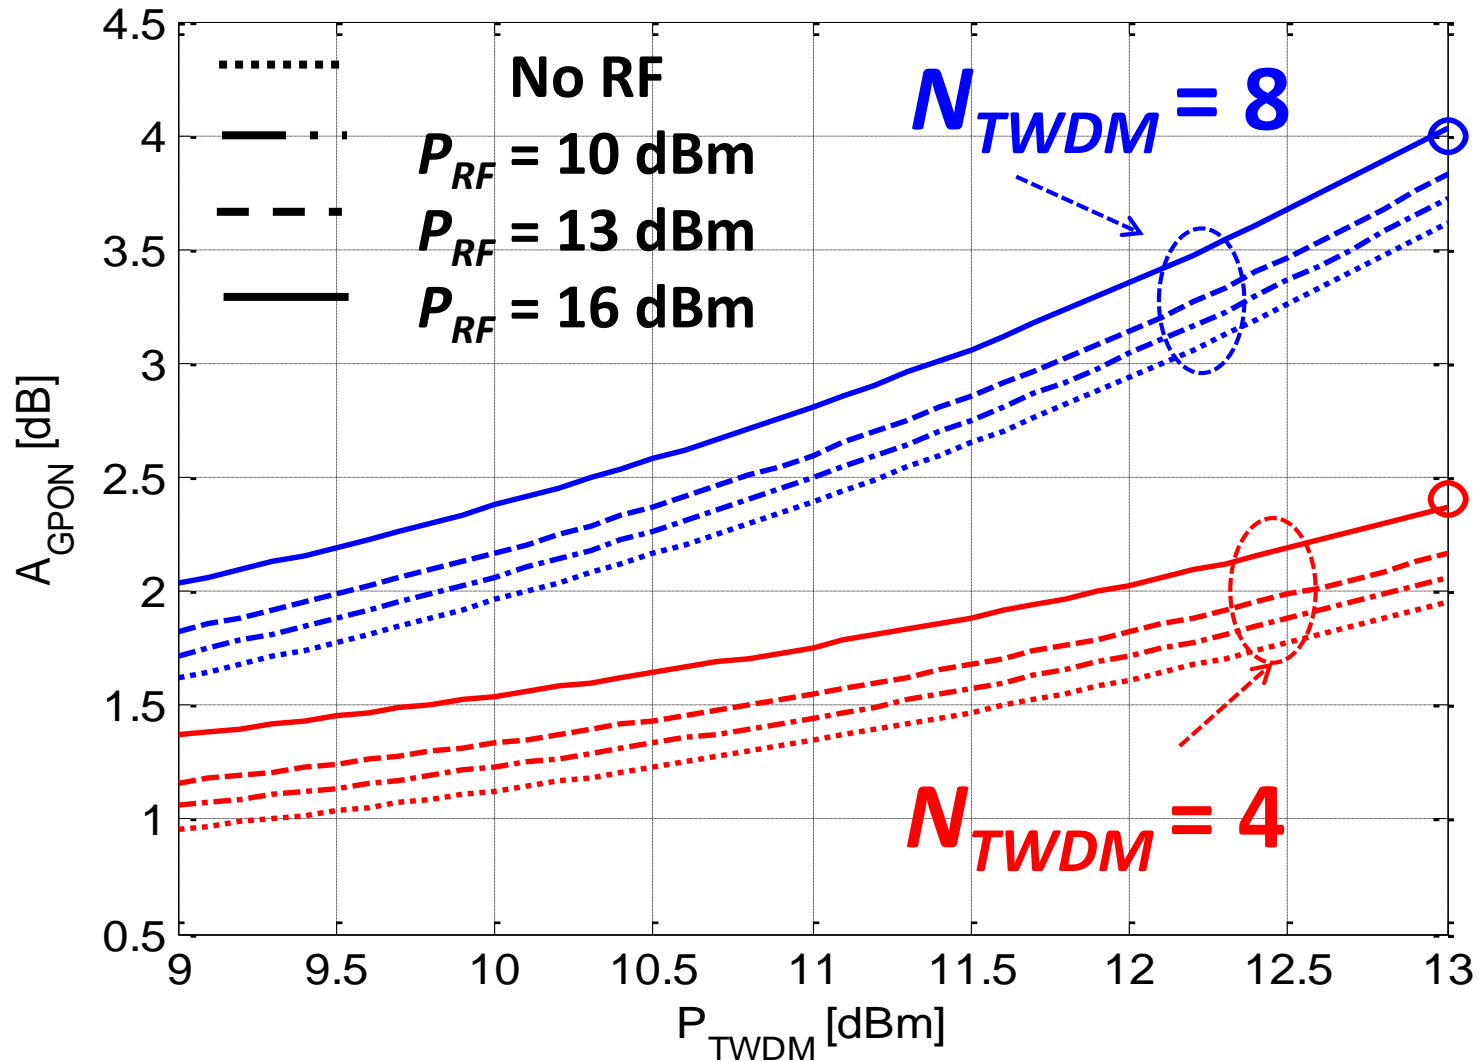 No RF
P_RF = 10 dBm
P_RF = 13 dBm
P_RF = 16 dBm
N_TWDM = 8
N_TWDM = 4
4.5
4
3.5
3
2.5
2
1.5
1
0.5
A_GPON [dB]
9 9.5 10 10.5 11 11.5 12 12.5 13
P_TWDM [dBm]